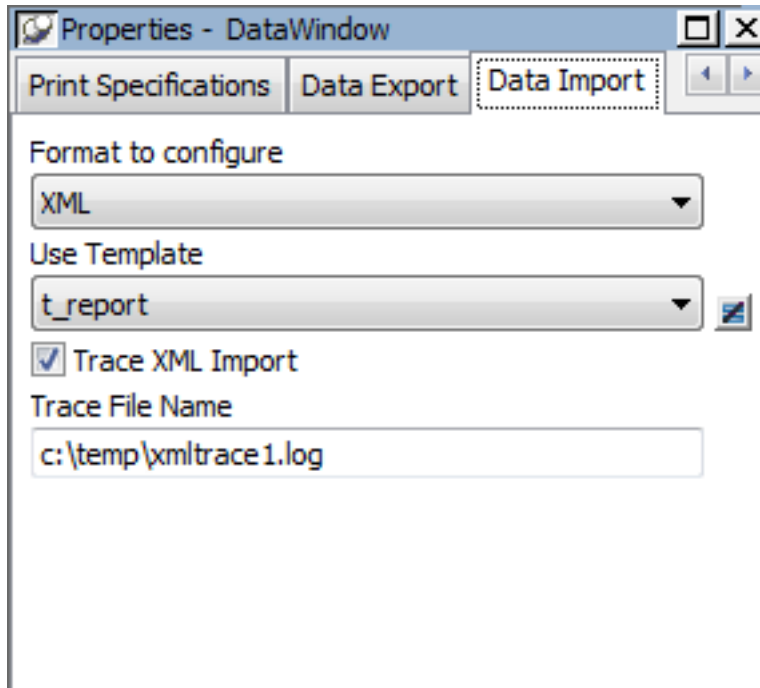 Properties - DataWindow
Print Specifications Data Export Data Import
Format to configure
XML
Use Template
t_report
Trace XML Import
Trace File Name
c:\temp\xmltrace1.log